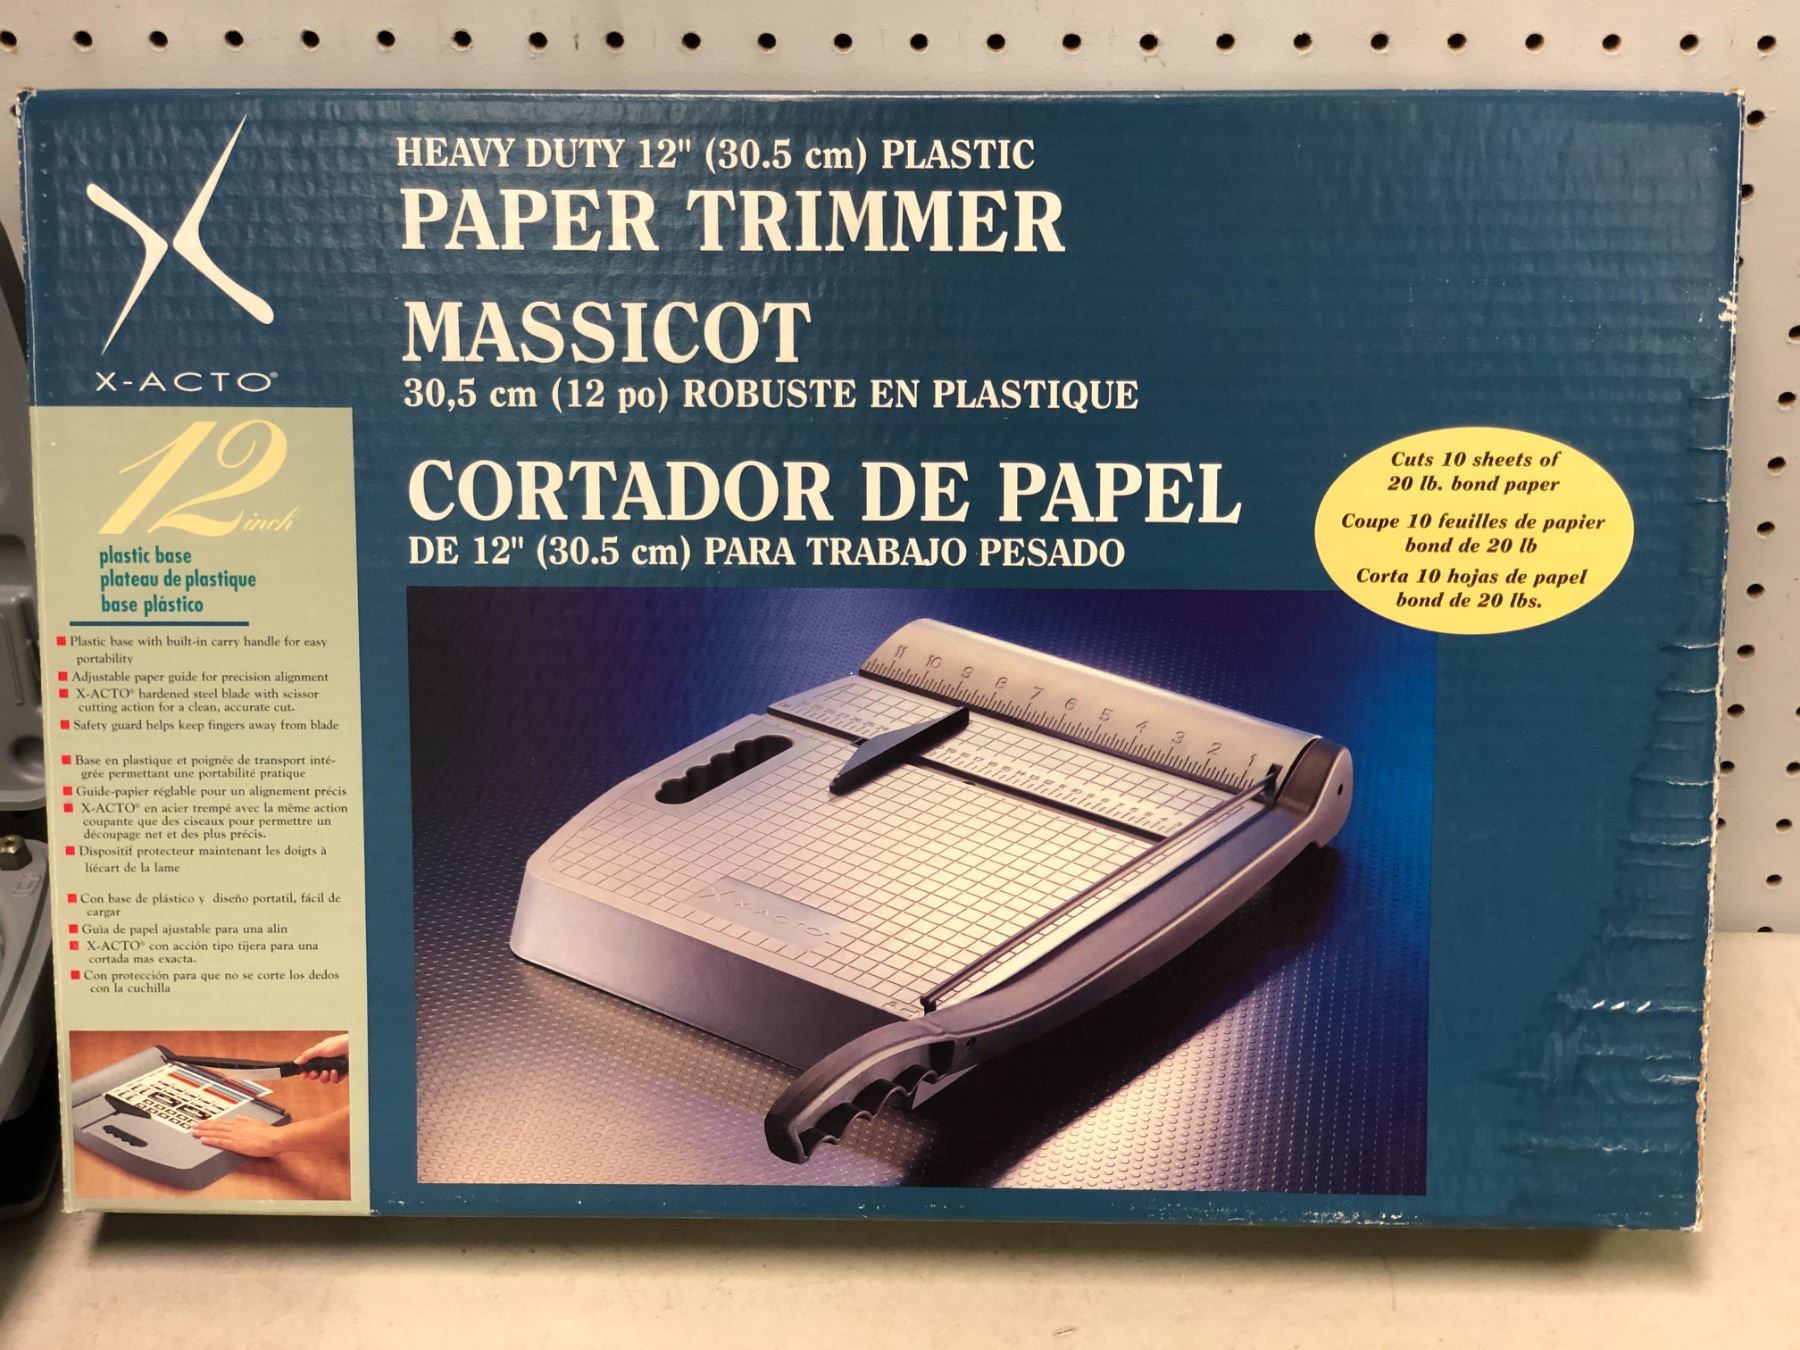 X-ACTO®
HEAVY DUTY 12" (30.5 cm) PLASTIC
PAPER TRIMMER
MASSICOT
30,5 cm (12 po) ROBUSTE EN PLASTIQUE
CORTADOR DE PAPEL
DE 12" (30.5 cm) PARA TRABAJO PESADO
Cuts 10 sheets of
20 lb. bond paper
Coupe 10 feuilles de papier
bond de 20 lb
Corta 10 hojas de papel
bond de 20 lbs.
12 inch
plastic base
plateau de plastique
base plástico
Plastic base with built-in carry handle for easy
portability
Adjustable paper guide for precision alignment
X-ACTO® hardened steel blade with scissor
cutting action for a clean, accurate cut.
Safety guard helps keep fingers away from blade
Base en plastique et poignée de transport inté-
grée permettant une portabilité pratique
Guide-papier réglable pour un alignement précis
X-ACTO® en acier trempé avec la même action
coupante que des ciseaux pour permettre un
découpage net et des plus précis.
Dispositif protecteur maintenant les doigts à
liécart de la lame
Con base de plástico y diseño portatil, fácil de
cargar
Guìa de papel ajustable para una alin
X-ACTO® con acción tipo tijera para una
cortada mas exacta.
Con protección para que no se corte los dedos
con la cuchilla
11 10 9 8 7 6 5 4 3 2 1
X-ACTO